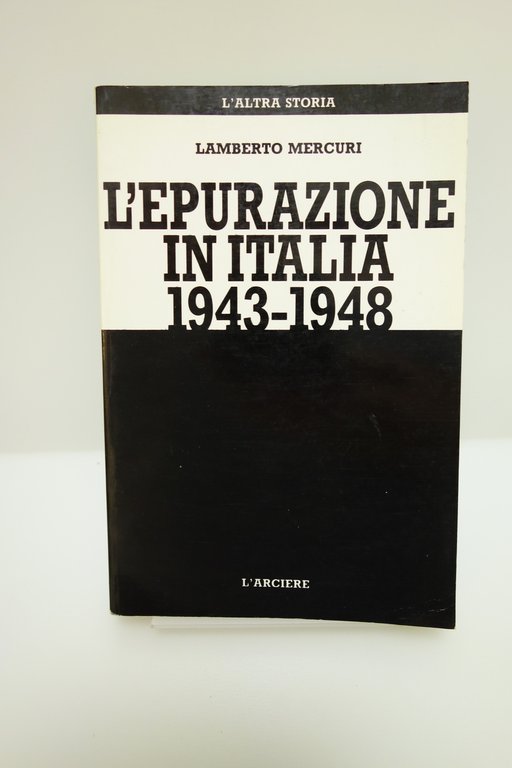 L'ALTRA STORIA
LAMBERTO MERCURI
L'EPURAZIONE
IN ITALIA
1943-1948
L'ARCIERE